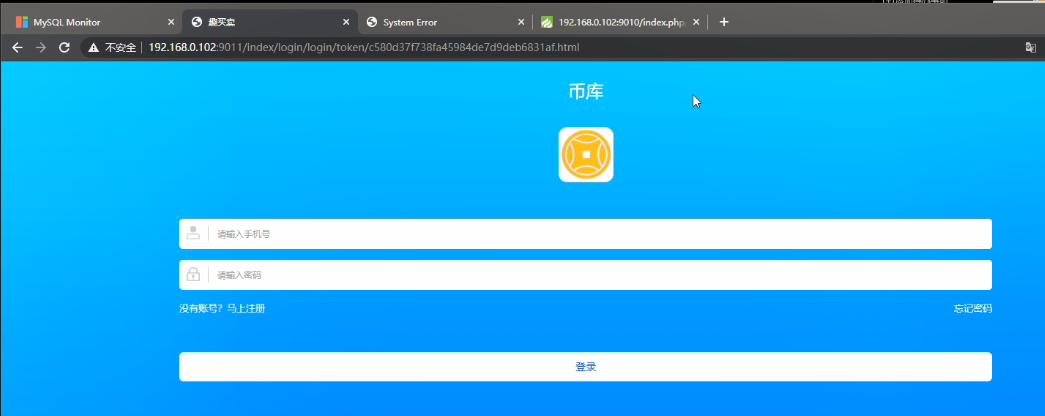 MySQL Monitor
趣买卖
System Error
192.168.0.102:9010/index.php
不安全
192.168.0.102:9011/index/login/login/token/c580d37f738fa45984de7d9deb6831af.html
币库
请输入手机号
请输入密码
没有账号？马上注册
忘记密码
登录